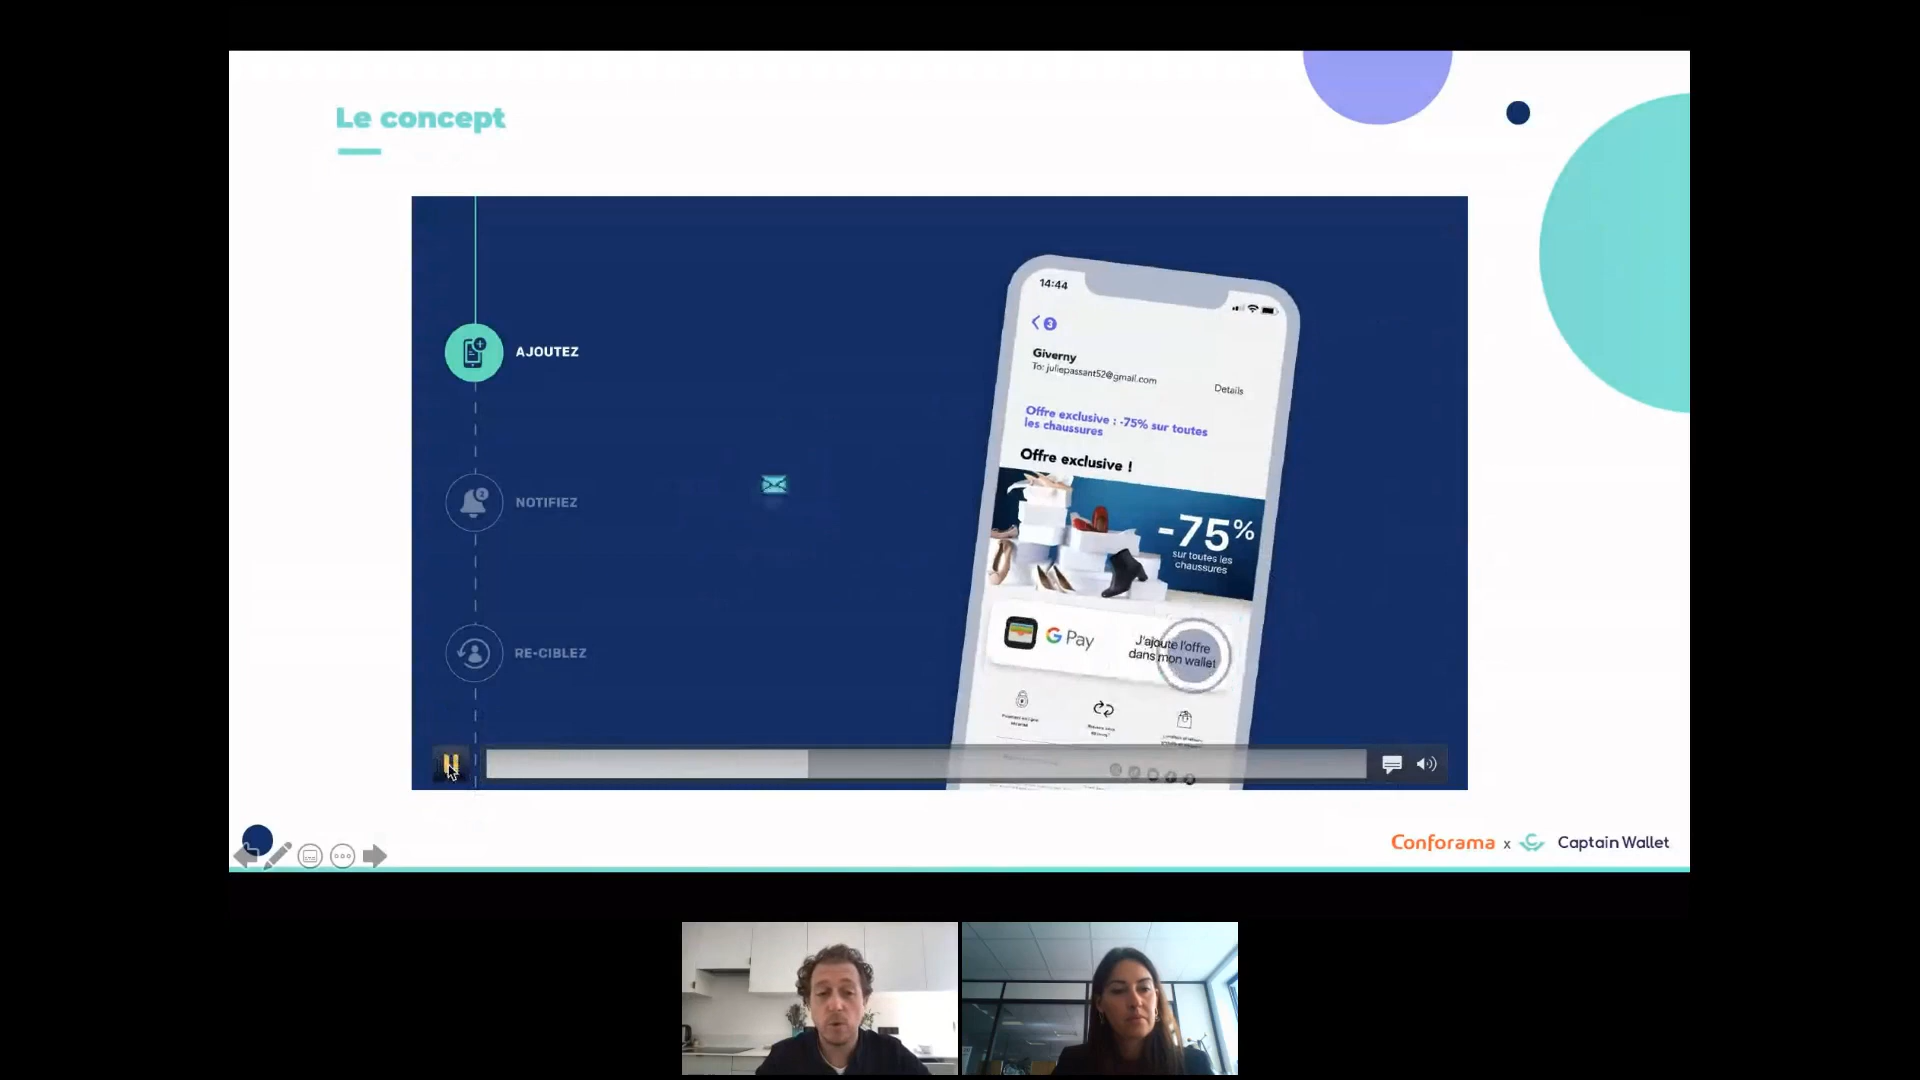 Le concept
AJOUTEZ
NOTIFIEZ
RE-CIBLEZ
14:44
3
Giverny
To: juliepassant52@gmail.com
Details
Offre exclusive : -75% sur toutes
les chaussures
Offre exclusive !
-75%
sur toutes les
chaussures
G Pay
J'ajoute l'offre
dans mon wallet
Conforama x Captain Wallet